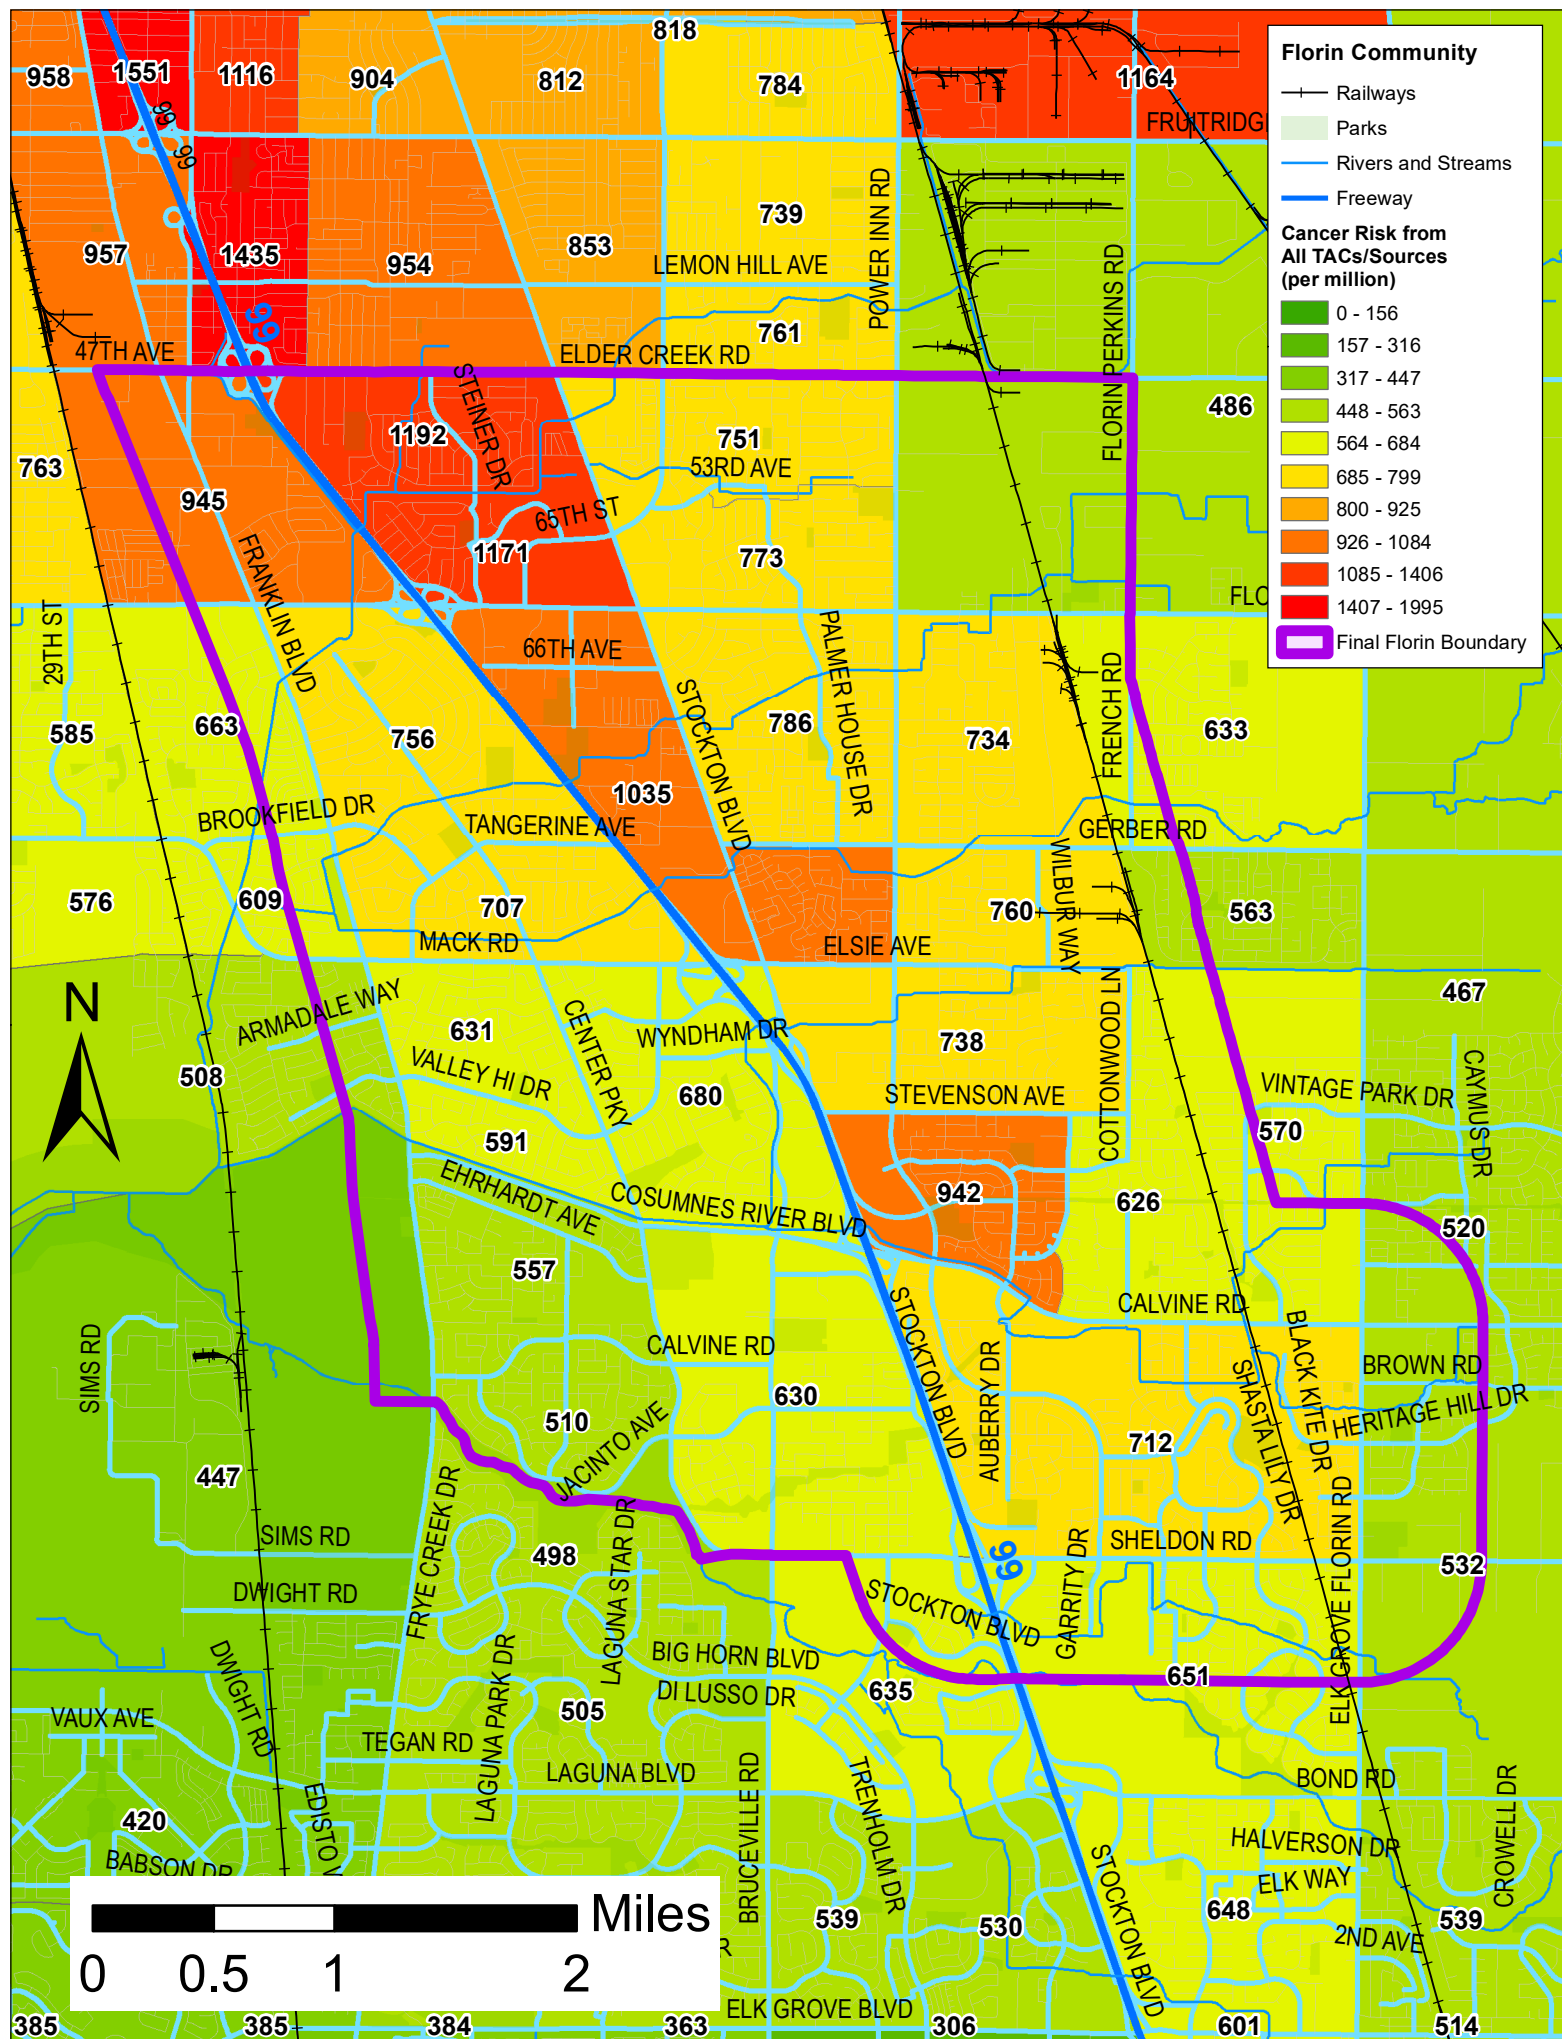 818
958
1551
1116
904
812
784
1164
Florin Community
Railways
Parks
Rivers and Streams
Freeway
Cancer Risk from
All TACs/Sources
(per million)
0 - 156
157 - 316
317 - 447
448 - 563
564 - 684
685 - 799
800 - 925
926 - 1084
1085 - 1406
1407 - 1995
Final Florin Boundary
99
99
FRUITRIDG
POWER INN RD
739
957
1435
954
853
LEMON HILL AVE
FLORIN PERKINS RD
99
761
47TH AVE
ELDER CREEK RD
STEINER DR
486
1192
751
763
53RD AVE
945
65TH ST
1171
773
FRANKLIN BLVD
29TH ST
FLO
66TH AVE
PALMER HOUSE DR
STOCKTON BLVD
FRENCH RD
585
663
756
786
734
633
1035
BROOKFIELD DR
TANGERINE AVE
GERBER RD
WILBUR WAY
576
609
707
760
563
MACK RD
ELSIE AVE
N
ARMADALE WAY
CENTER PKY
COTTONWOOD LN
467
631
WYNDHAM DR
738
508
VALLEY HI DR
680
STEVENSON AVE
VINTAGE PARK DR
CAYMUS DR
591
570
EHRHARDT AVE
COSUMNES RIVER BLVD
942
626
520
557
STOCKTON BLVD
CALVINE RD
SIMS RD
CALVINE RD
AUBERRY DR
BLACK KITE DR
BROWN RD
SHASTA LILY DR
HERITAGE HILL DR
630
510
JACINTO AVE
712
447
FRYE CREEK DR
ELK GROVE FLORIN RD
SIMS RD
498
LAGUNA STAR DR
99
SHELDON RD
532
DWIGHT RD
STOCKTON BLVD
GARRITY DR
DWIGHT RD
LAGUNA PARK DR
BIG HORN BLVD
651
635
DI LUSSO DR
VAUX AVE
505
TEGAN RD
LAGUNA BLVD
BRUCEVILLE RD
TRENHOLM DR
BOND RD
CROWELL DR
EDISTO
420
HALVERSON DR
BABSON DR
STOCKTON BLVD
ELK WAY
648
539
530
539
2ND AVE
Miles
0 0.5 1 2
R
ELK GROVE BLVD
385
385
384
363
306
601
514